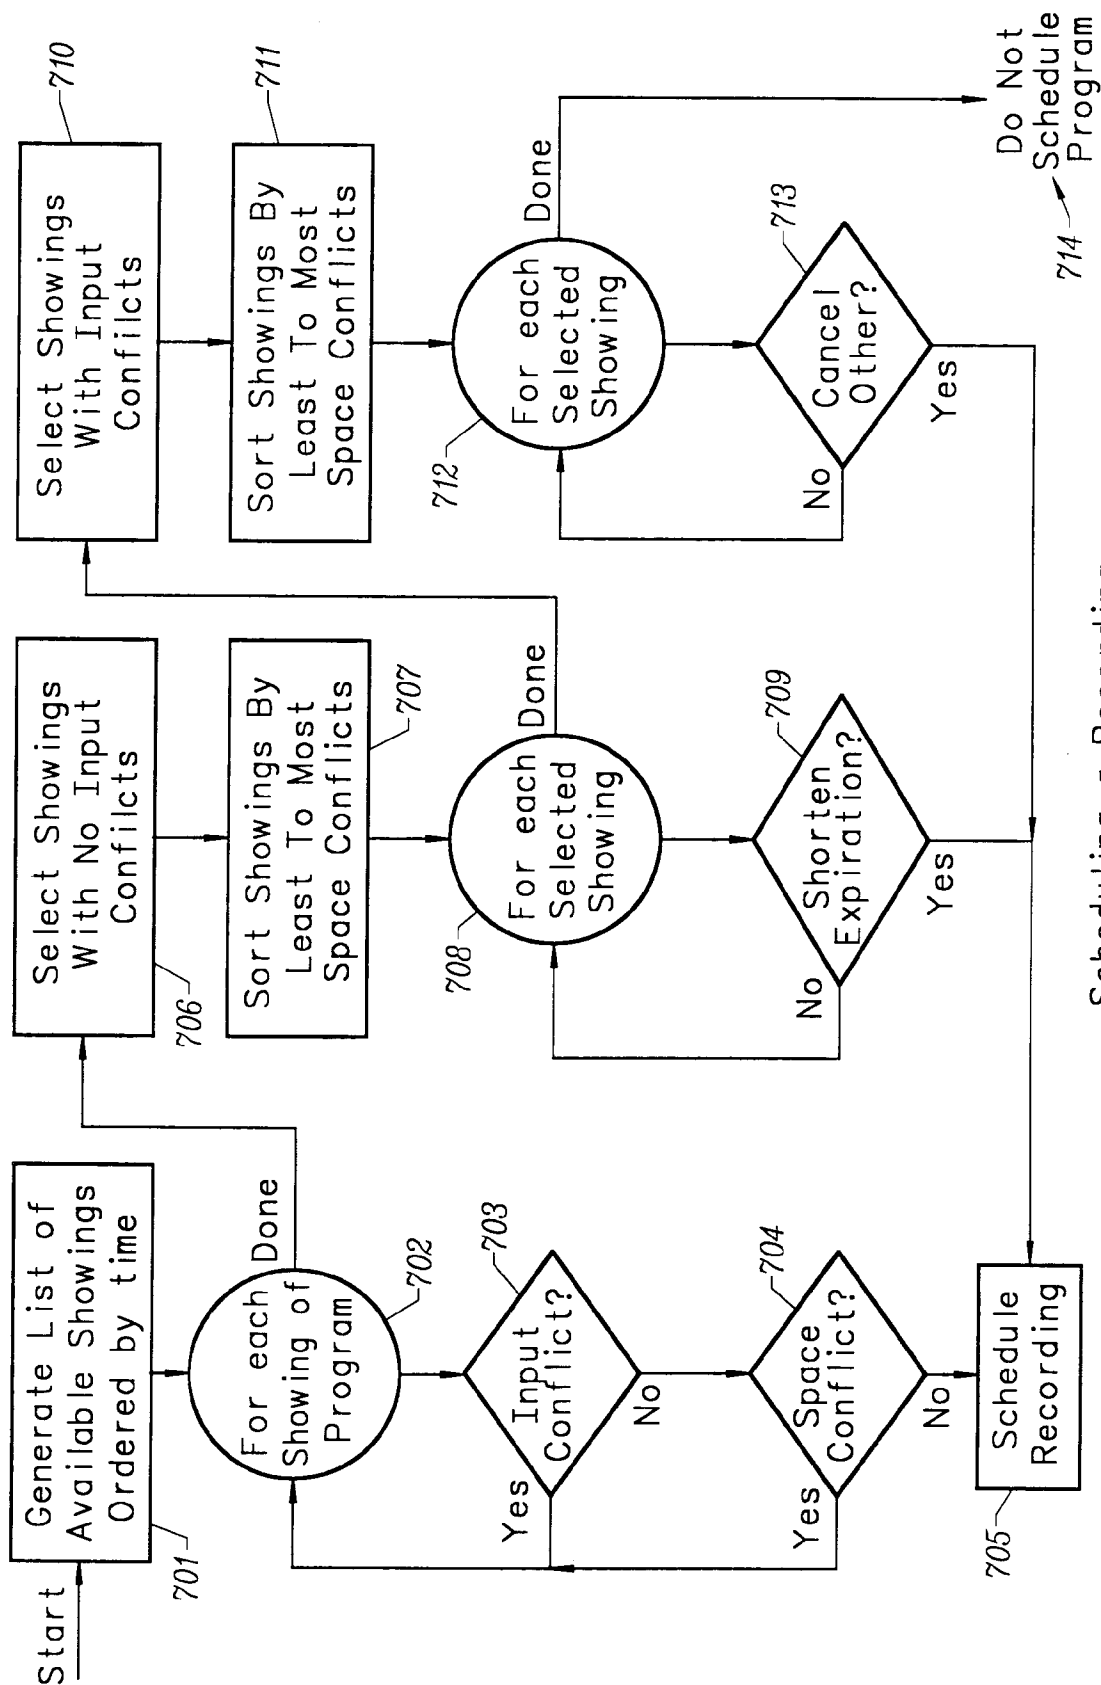 Start
Generate List of
Available Showings
Ordered by time
701
For each
Showing of
Program
702
Done
Input
Conflict?
703
Yes
No
Space
Conflict?
704
Yes
No
Schedule
Recording
705
Select Showings
With No Input
Confilcts
706
Sort Showings By
Least To Most
Space Conflicts
707
For each
Selected
Showing
708
Done
Shorten
Expiration?
709
No
Yes
Select Showings
With Input
Confilcts
710
Sort Showings By
Least To Most
Space Conflicts
711
For each
Selected
Showing
712
Done
Cancel
Other?
713
No
Yes
Do Not
Schedule
Program
714